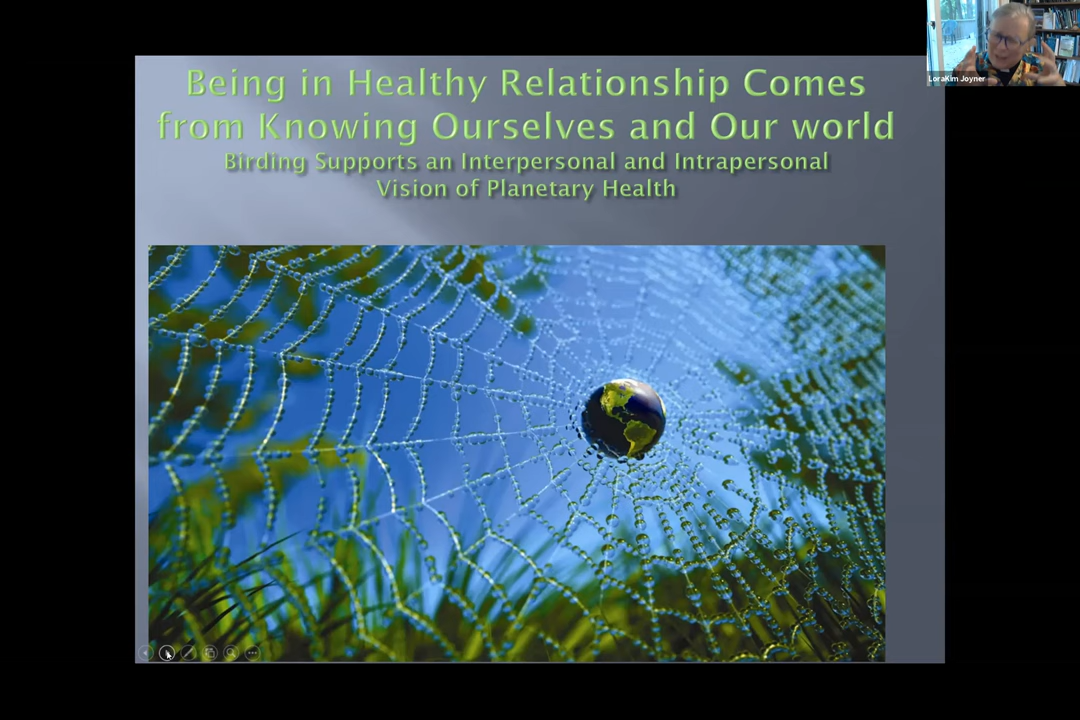 LoraKim Joyner
Being in Healthy Relationship Comes
from Knowing Ourselves and Our world
Birding Supports an Interpersonal and Intrapersonal
Vision of Planetary Health